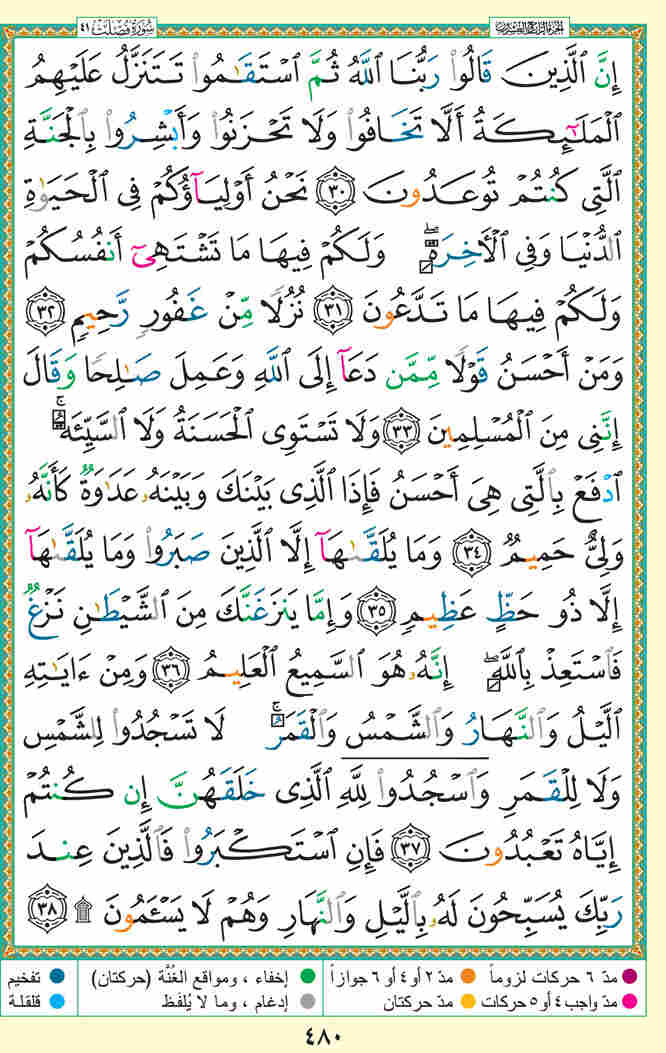 سُورَةُ فُصِّلَتْ ٤١
الجزء الرابع والعشرون
إِنَّ ٱلَّذِينَ قَالُوا۟ رَبُّنَا ٱللَّهُ ثُمَّ ٱسْتَقَـٰمُوا۟ تَتَنَزَّلُ عَلَيْهِمُ
ٱلْمَلَـٰٓئِكَةُ أَلَّا تَخَافُوا۟ وَلَا تَحْزَنُوا۟ وَأَبْشِرُوا۟ بِٱلْجَنَّةِ
ٱلَّتِى كُنتُمْ تُوعَدُونَ ٣٠ نَحْنُ أَوْلِيَآؤُكُمْ فِى ٱلْحَيَوٰةِ
ٱلدُّنْيَا وَفِى ٱلْـَٔاخِرَةِ ۖ وَلَكُمْ فِيهَا مَا تَشْتَهِىٓ أَنفُسُكُمْ
وَلَكُمْ فِيهَا مَا تَدَّعُونَ ٣١ نُزُلًا مِّنْ غَفُورٍ رَّحِيمٍ ٣٢
وَمَنْ أَحْسَنُ قَوْلًا مِّمَّن دَعَآ إِلَى ٱللَّهِ وَعَمِلَ صَـٰلِحًا وَقَالَ
إِنَّنِى مِنَ ٱلْمُسْلِمِينَ ٣٣ وَلَا تَسْتَوِى ٱلْحَسَنَةُ وَلَا ٱلسَّيِّئَةُ ۚ
ٱدْفَعْ بِٱلَّتِى هِىَ أَحْسَنُ فَإِذَا ٱلَّذِى بَيْنَكَ وَبَيْنَهُۥ عَدَٰوَةٌ كَأَنَّهُۥ
وَلِىٌّ حَمِيمٌ ٣٤ وَمَا يُلَقَّىٰهَآ إِلَّا ٱلَّذِينَ صَبَرُوا۟ وَمَا يُلَقَّىٰهَآ
إِلَّا ذُو حَظٍّ عَظِيمٍ ٣٥ وَإِمَّا يَنزَغَنَّكَ مِنَ ٱلشَّيْطَـٰنِ نَزْغٌ
فَٱسْتَعِذْ بِٱللَّهِ ۖ إِنَّهُۥ هُوَ ٱلسَّمِيعُ ٱلْعَلِيمُ ٣٦ وَمِنْ ءَايَـٰتِهِ
ٱلَّيْلُ وَٱلنَّهَارُ وَٱلشَّمْسُ وَٱلْقَمَرُ ۚ لَا تَسْجُدُوا۟ لِلشَّمْسِ
وَلَا لِلْقَمَرِ وَٱسْجُدُوا۟ لِلَّهِ ٱلَّذِى خَلَقَهُنَّ إِن كُنتُمْ
إِيَّاهُ تَعْبُدُونَ ٣٧ فَإِنِ ٱسْتَكْبَرُوا۟ فَٱلَّذِينَ عِندَ
رَبِّكَ يُسَبِّحُونَ لَهُۥ بِٱلَّيْلِ وَٱلنَّهَارِ وَهُمْ لَا يَسْـَٔمُونَ ۩ ٣٨
مدّ ٦ حركات لزوماً مدّ ٢ أو ٤ أو ٦ جوازاً إخفاء ، ومواقع الغُنَّة (حركتان) تفخيم
مدّ واجب ٤ أو ٥ حركات مدّ حركتان إدغام ، وما لا يُلفَظ قلقلة
٤٨٠